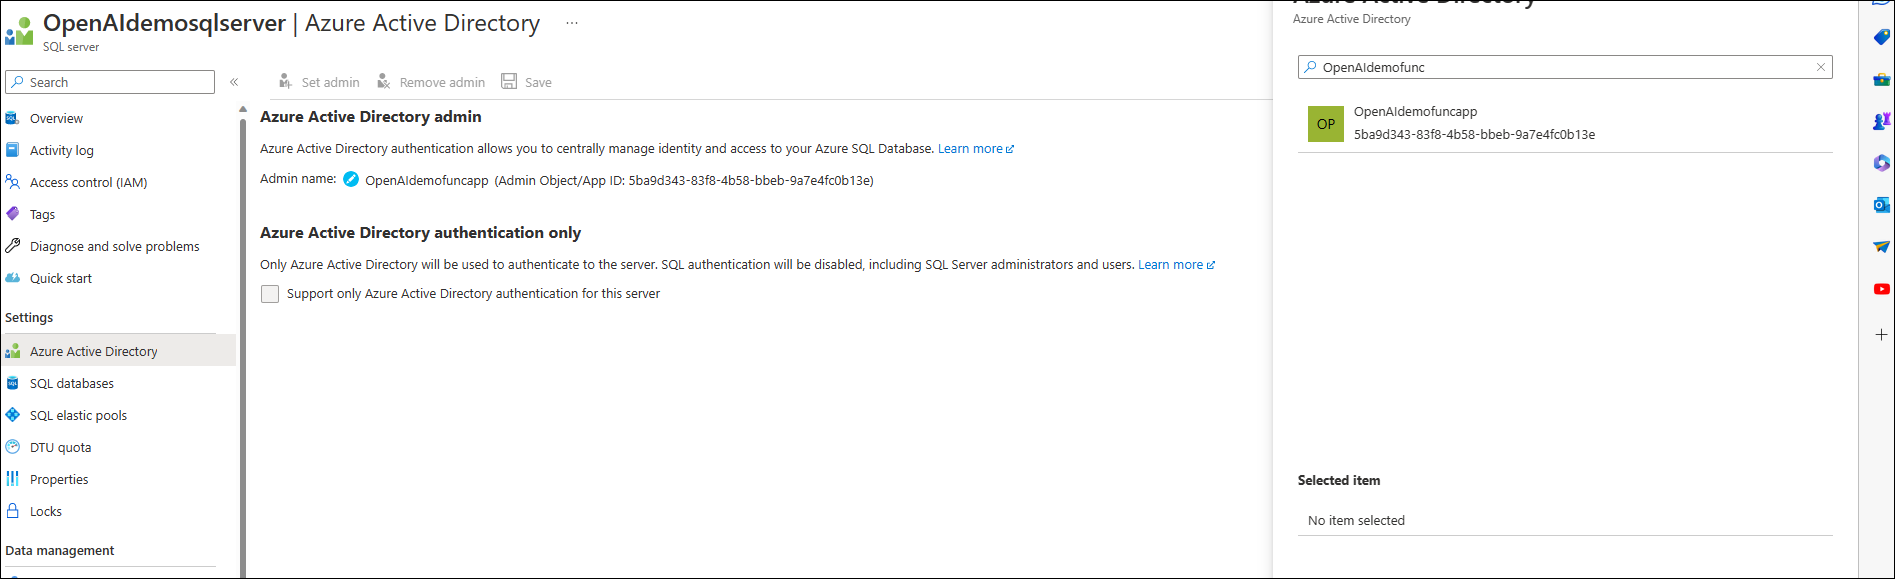 OpenAIdemosqlserver | Azure Active Directory ...
SQL server
Search «
Overview
Activity log
Access control (IAM)
Tags
Diagnose and solve problems
Quick start
Settings
Azure Active Directory
SQL databases
SQL elastic pools
DTU quota
Properties
Locks
Data management
Set admin Remove admin Save
Azure Active Directory admin
Azure Active Directory authentication allows you to centrally manage identity and access to your Azure SQL Database. Learn more
Admin name: OpenAIdemofuncapp (Admin Object/App ID: 5ba9d343-83f8-4b58-bbeb-9a7e4fc0b13e)
Azure Active Directory authentication only
Only Azure Active Directory will be used to authenticate to the server. SQL authentication will be disabled, including SQL Server administrators and users. Learn more
Support only Azure Active Directory authentication for this server
Azure Active Directory
Azure Active Directory
OpenAIdemofunc
OP
OpenAIdemofuncapp
5ba9d343-83f8-4b58-bbeb-9a7e4fc0b13e
Selected item
No item selected